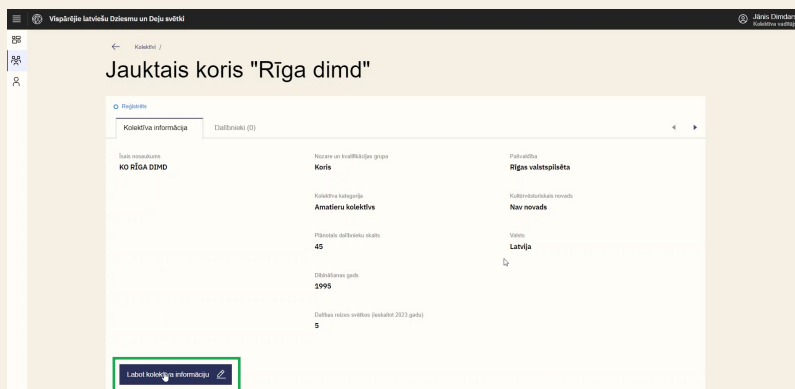 Vispārējie latviešu Dziesmu un Deju svētki
Jānis Dimdars
Kolektīva vadītājs
Kolektīvi /
Jauktais koris "Rīga dimd"
Reģistrēts
Kolektīva informācija
Dalībnieki (0)
Īsais nosaukums
KO RĪGA DIMD
Nozare un kvalifikācijas grupa
Koris
Pašvaldība
Rīgas valstspilsēta
Kolektīva kategorija
Amatieru kolektīvs
Kultūrvēsturiskais novads
Nav novads
Plānotais dalībnieku skaits
45
Valsts
Latvija
Dibināšanas gads
1995
Dalības reizes svētkos (ieskaitot 2023.gadu)
5
Labot kolektīva informāciju